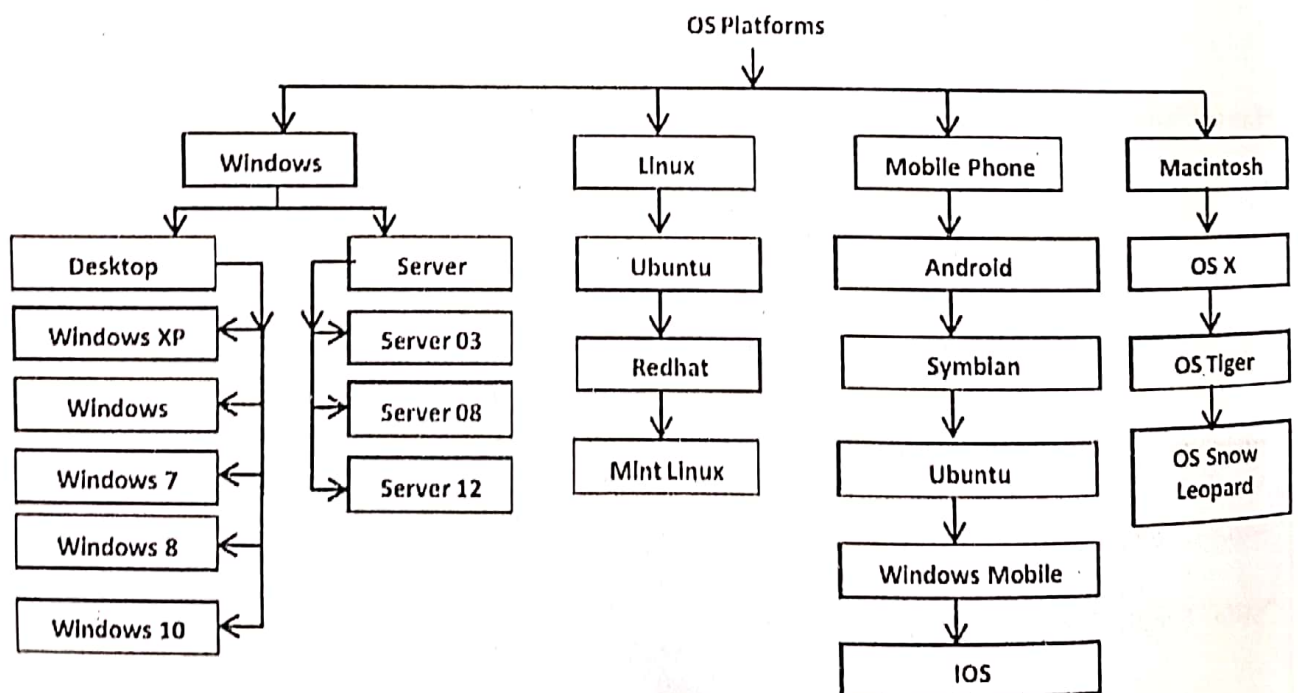 OS Platforms
Windows
Linux
Mobile Phone
Macintosh
Desktop
Server
Ubuntu
Android
OS X
Windows XP
Server 03
Redhat
Symbian
OS Tiger
Windows
Server 08
Mint Linux
Ubuntu
OS Snow
Leopard
Windows 7
Server 12
Windows 8
Windows Mobile
Windows 10
IOS